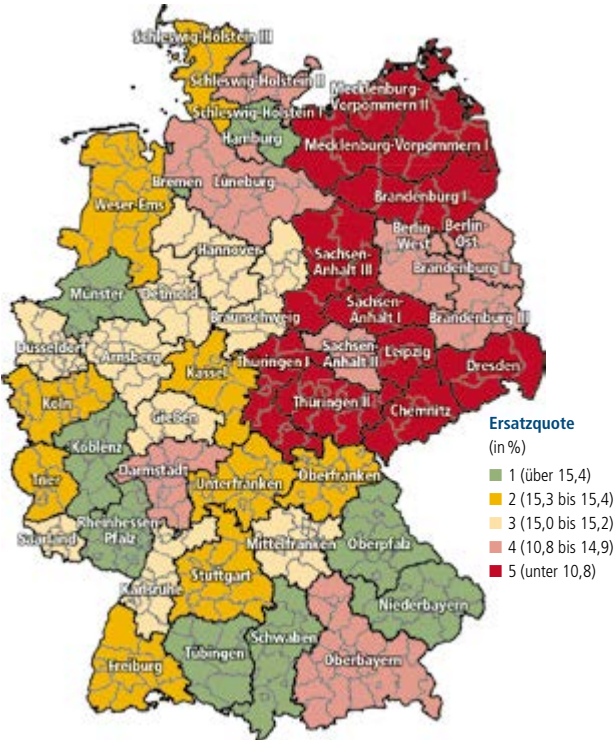 Schleswig-Holstein III
Schleswig-Holstein II
Mecklenburg-
Vorpommern II
Schleswig-Holstein I
Hamburg
Mecklenburg-Vorpommern I
Bremen
Lüneburg
Brandenburg I
Weser-Ems
Berlin-
West
Berlin-
Ost
Hannover
Sachsen-
Anhalt III
Brandenburg II
Münster
Detmold
Braunschweig
Sachsen-
Anhalt I
Brandenburg III
Düsseldorf
Arnsberg
Kassel
Thüringen I
Sachsen-
Anhalt II
Leipzig
Dresden
Köln
Gießen
Thüringen II
Chemnitz
Koblenz
Darmstadt
Trier
Unterfranken
Oberfranken
Saarland
Rheinhessen-
Pfalz
Mittelfranken
Oberpfalz
Karlsruhe
Stuttgart
Niederbayern
Freiburg
Tübingen
Schwaben
Oberbayern
Ersatzquote
(in %)
1 (über 15,4)
2 (15,3 bis 15,4)
3 (15,0 bis 15,2)
4 (10,8 bis 14,9)
5 (unter 10,8)